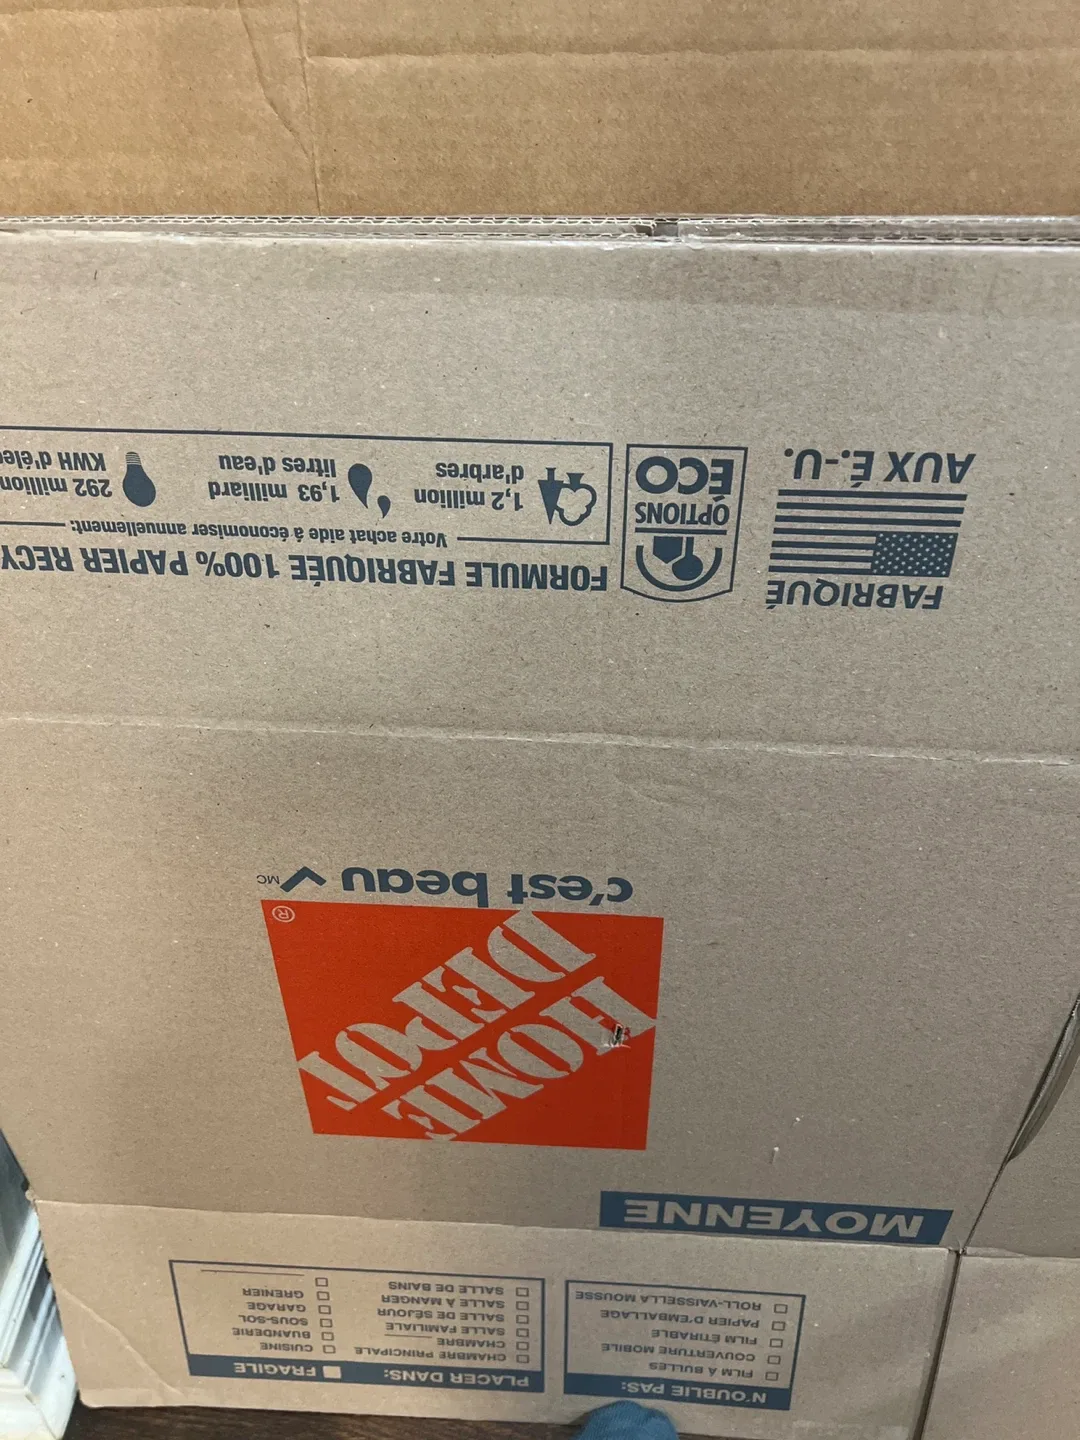 N'OUBLIE PAS:
FILM À BULLES
COUVERTURE MOBILE
FILM ÉTIRABLE
PAPIER D'EMBALLAGE
ROLL-VAISSELLA MOUSSE
PLACER DANS:
FRAGILE
CHAMBRE PRINCIPALE
CHAMBRE
SALLE FAMILIALE
SALLE DE SÉJOUR
SALLE À MANGER
SALLE DE BAINS
CUISINE
BUANDERIE
SOUS-SOL
GARAGE
GRENIER
MOYENNE
HOME
DEPOT
®
c'est beau MC
FABRIQUÉ
AUX É.-U.
OPTIONS
ÉCO
FORMULE FABRIQUÉE 100% PAPIER RECY
Votre achat aide à économiser annuellement:
1,2 million
d'arbres
1,93 milliard
litres d'eau
292 million
KWH d'élec